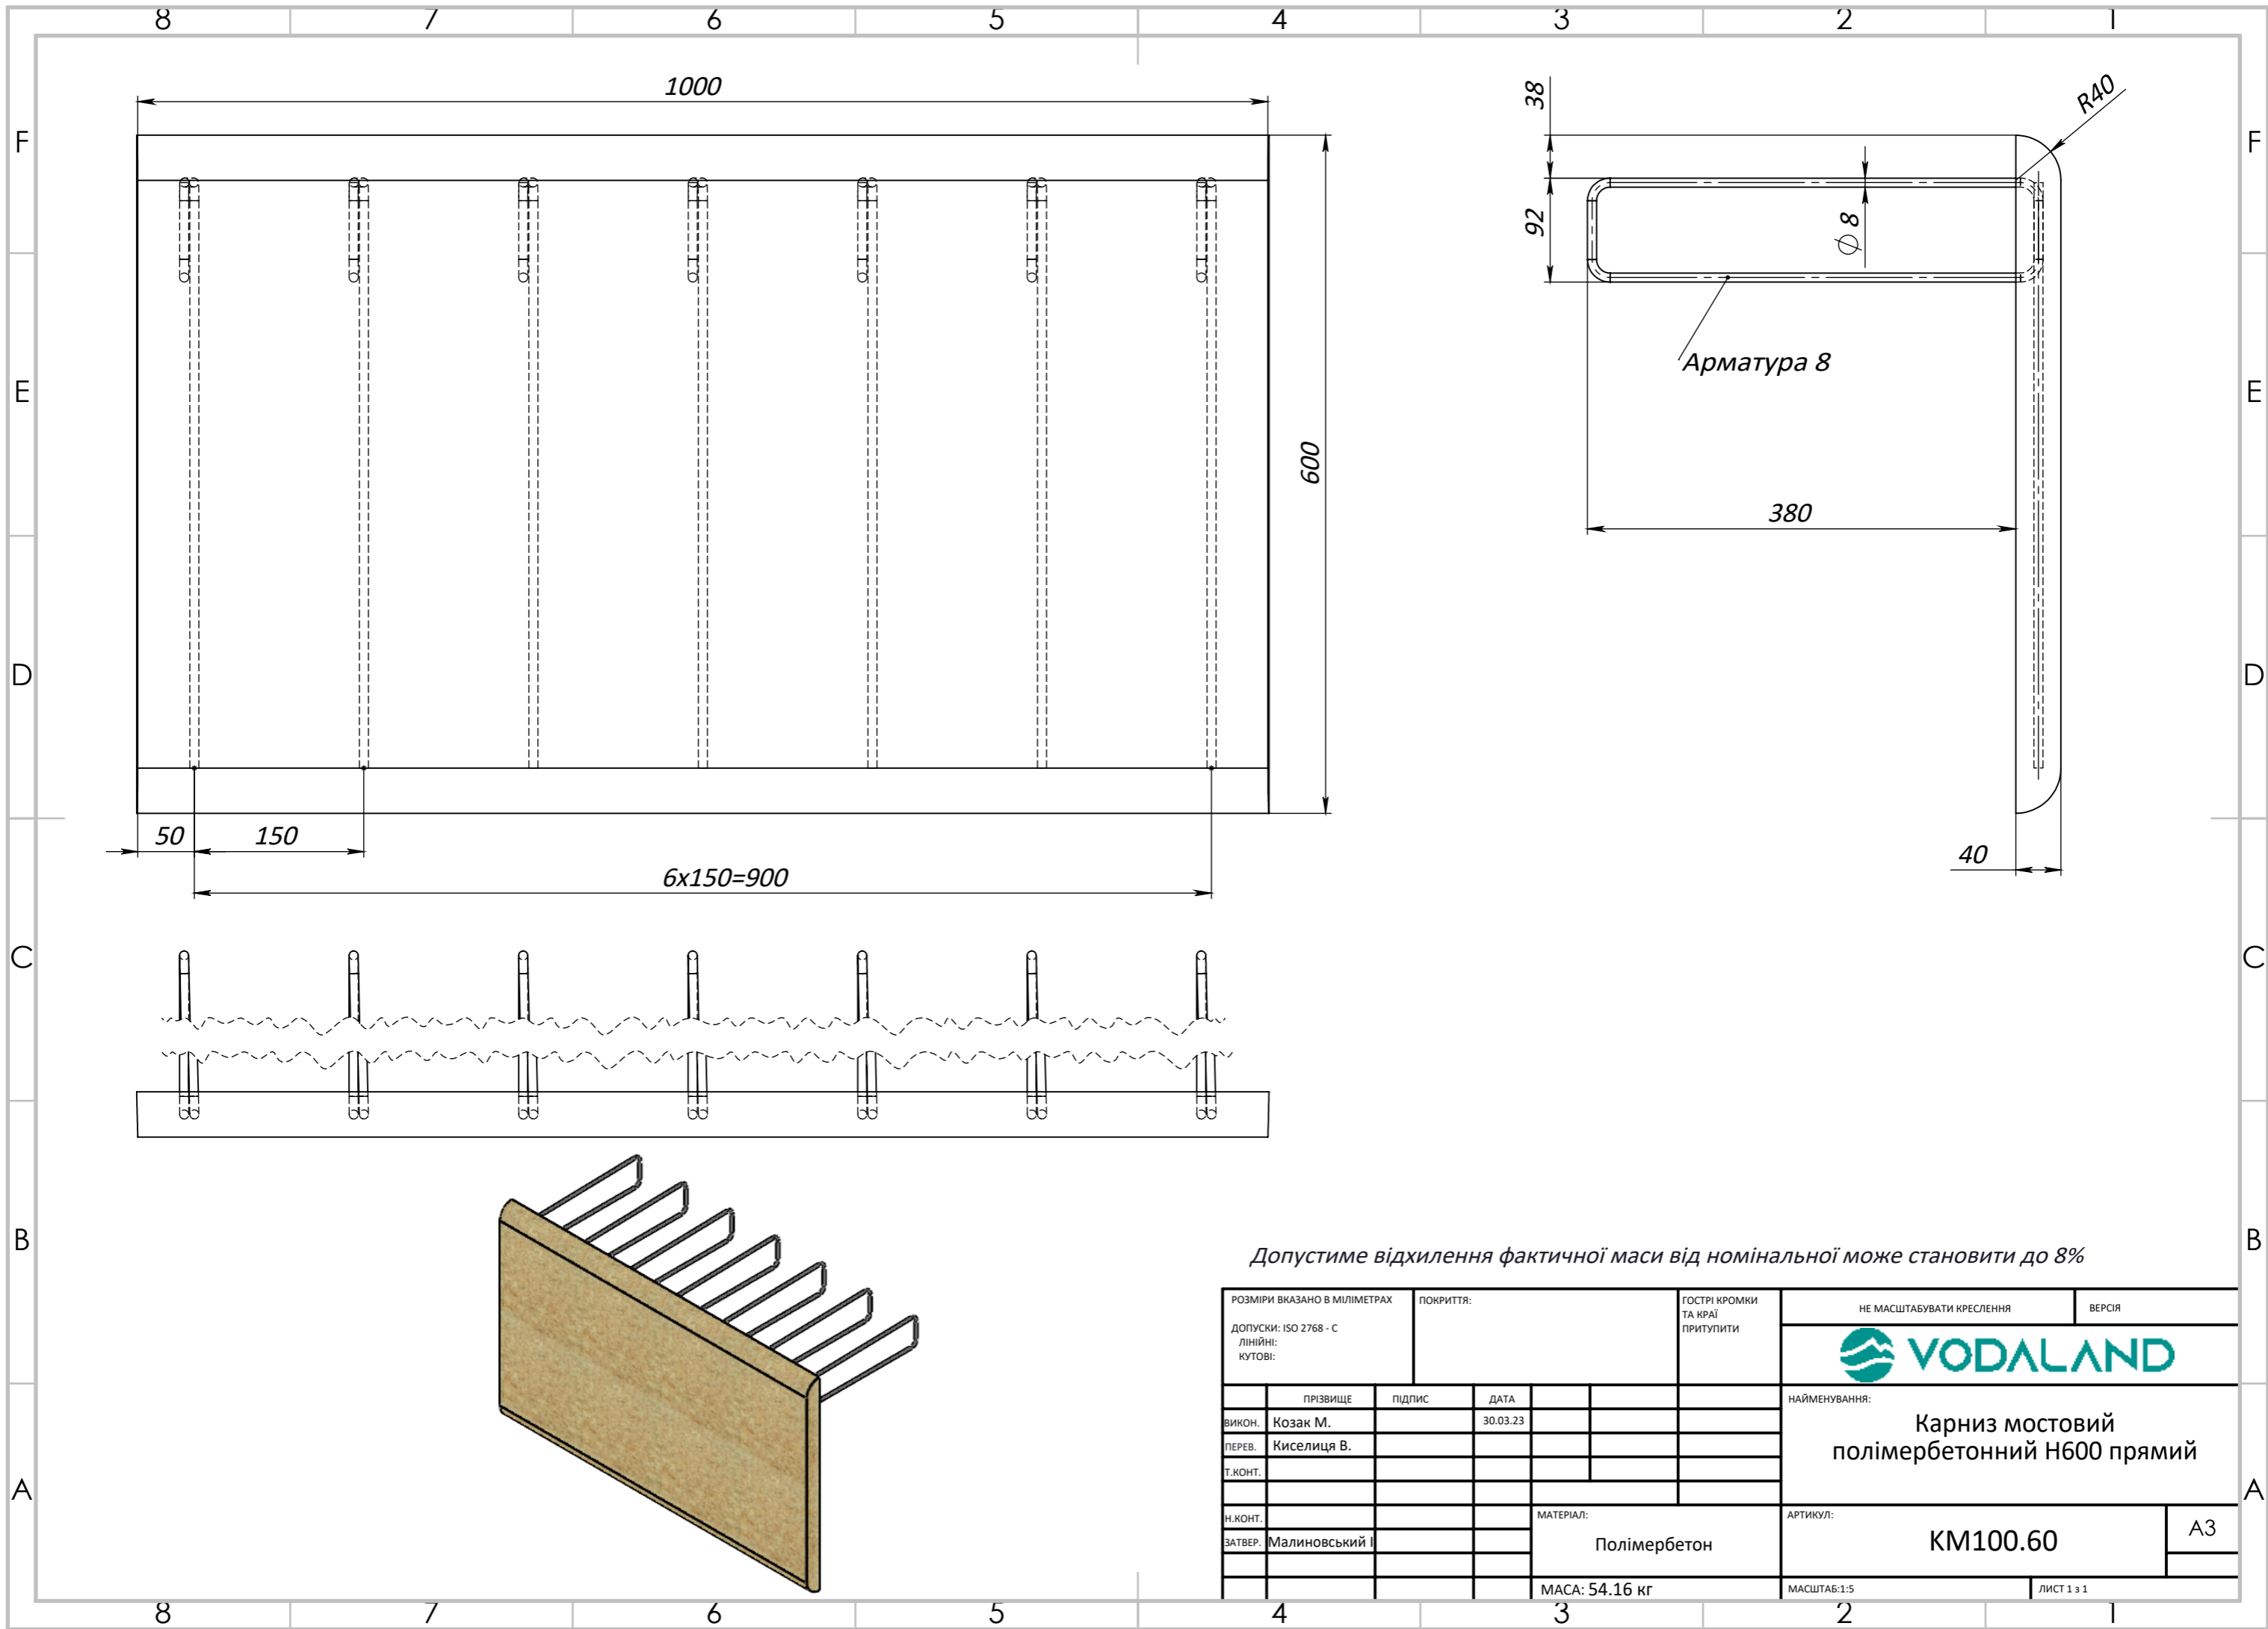 8 7 6 5 4 3 2 1
F F
E E
D D
C C
B B
A A
1000
600
50
150
6x150=900
38
92
R40
Ø 8
Арматура 8
380
40
Допустиме відхилення фактичної маси від номінальної може становити до 8%
РОЗМІРИ ВКАЗАНО В МІЛІМЕТРАХ
ДОПУСКИ: ISO 2768 - C
ЛІНІЙНІ:
КУТОВІ:
ПОКРИТТЯ:
ГОСТРІ КРОМКИ
ТА КРАЇ
ПРИТУПИТИ
НЕ МАСШТАБУВАТИ КРЕСЛЕННЯ
ВЕРСІЯ
VODALAND
ПРІЗВИЩЕ ПІДПИС ДАТА
ВИКОН. Козак М. 30.03.23
ПЕРЕВ. Киселиця В.
Т.КОНТ.
Н.КОНТ.
ЗАТВЕР. Малиновський І
НАЙМЕНУВАННЯ:
Карниз мостовий
полімербетонний H600 прямий
МАТЕРІАЛ:
Полімербетон
АРТИКУЛ:
KM100.60
A3
МАСА: 54.16 кг
МАСШТАБ:1:5
ЛИСТ 1 з 1
8 7 6 5 4 3 2 1